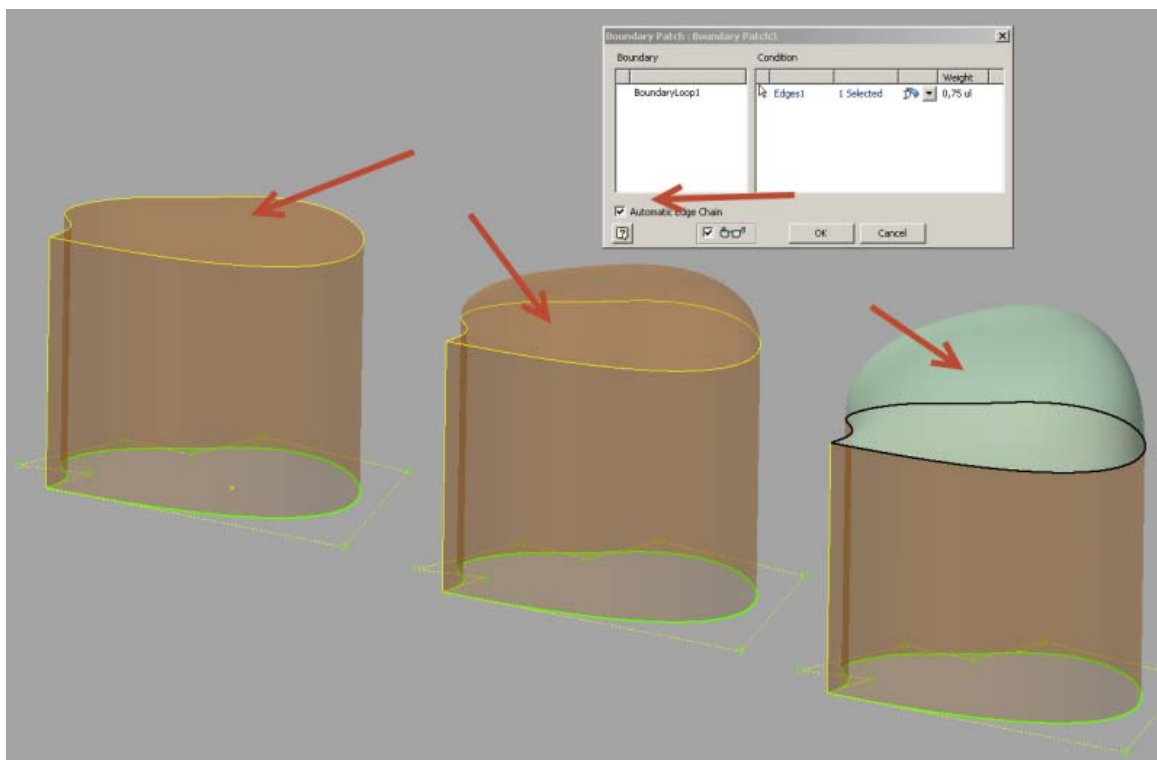 Boundary Patch : Boundary Patch3
Boundary
Condition
Weight
BoundaryLoop1
Edges1 1 Selected 0,75 ul
Automatic Edge Chain
OK Cancel